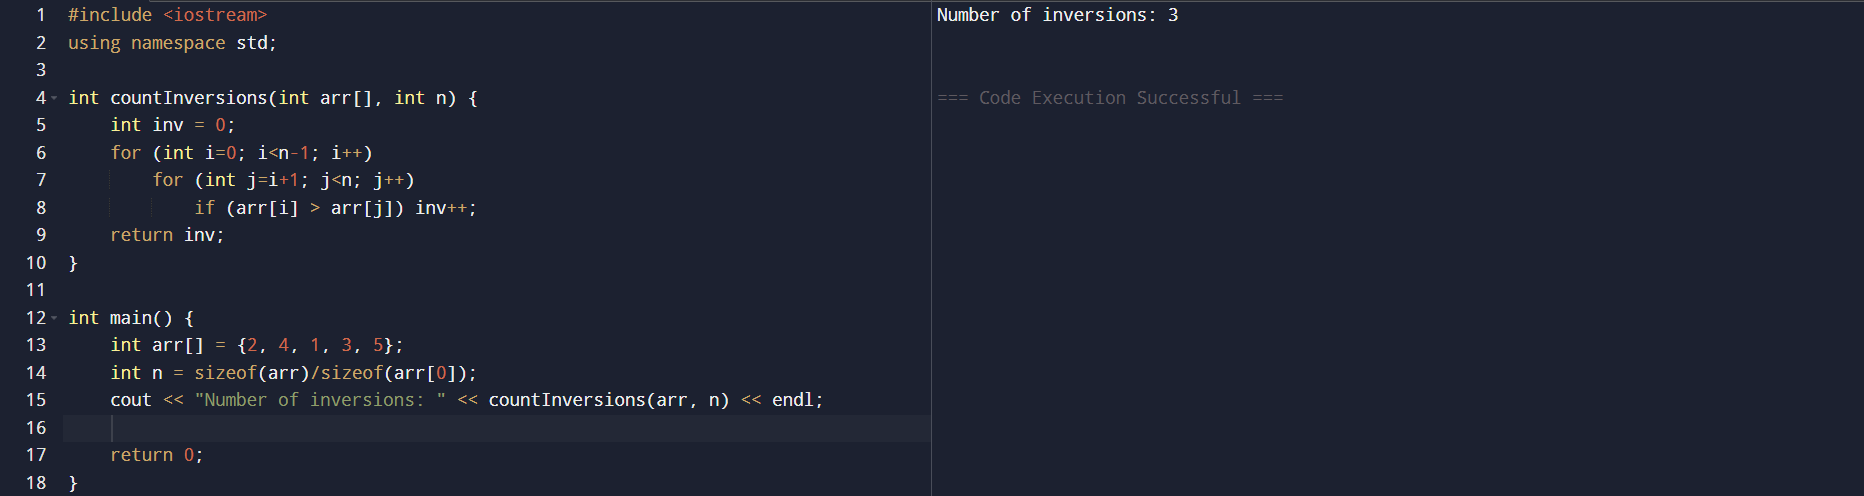 1 #include <iostream>
2 using namespace std;
3
4 int countInversions(int arr[], int n) {
5     int inv = 0;
6     for (int i=0; i<n-1; i++)
7         for (int j=i+1; j<n; j++)
8             if (arr[i] > arr[j]) inv++;
9     return inv;
10 }
11
12 int main() {
13     int arr[] = {2, 4, 1, 3, 5};
14     int n = sizeof(arr)/sizeof(arr[0]);
15     cout << "Number of inversions: " << countInversions(arr, n) << endl;
16
17     return 0;
18 }
Number of inversions: 3
=== Code Execution Successful ===